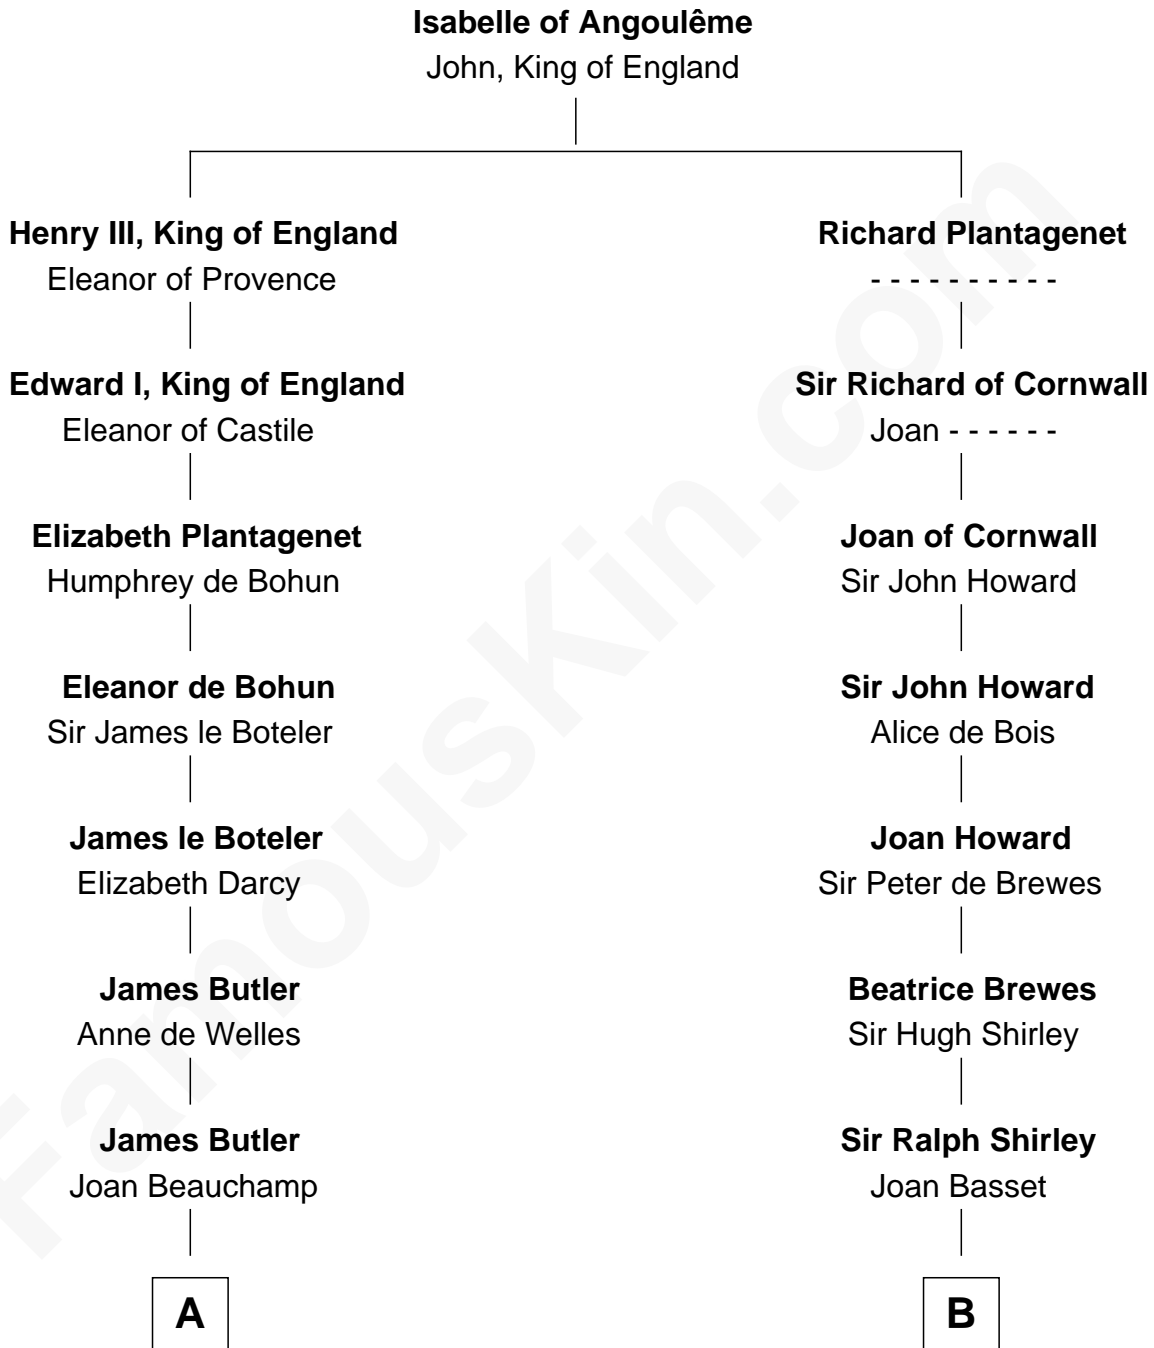 Isabelle of Angoulême
John, King of England
Henry III, King of England
Eleanor of Provence
Richard Plantagenet
- - - - - - - - - -
Edward I, King of England
Eleanor of Castile
Sir Richard of Cornwall
Joan - - - - - -
Elizabeth Plantagenet
Humphrey de Bohun
Joan of Cornwall
Sir John Howard
Eleanor de Bohun
Sir James le Boteler
Sir John Howard
Alice de Bois
James le Boteler
Elizabeth Darcy
Joan Howard
Sir Peter de Brewes
James Butler
Anne de Welles
Beatrice Brewes
Sir Hugh Shirley
James Butler
Joan Beauchamp
Sir Ralph Shirley
Joan Basset
A
B
FamousKin.com